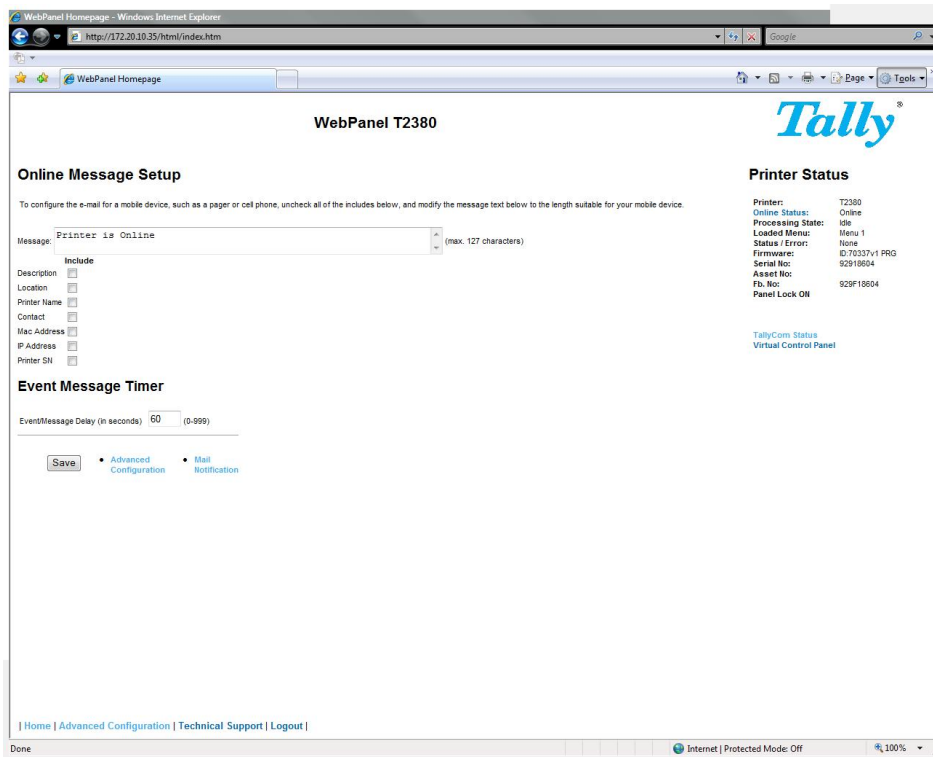 WebPanel Homepage - Windows Internet Explorer
http://172.20.10.35/html/index.htm
Google
WebPanel Homepage
Page
Tools
WebPanel T2380
Tally®
Online Message Setup
To configure the e-mail for a mobile device, such as a pager or cell phone, uncheck all of the includes below, and modify the message text below to the length suitable for your mobile device.
Message: Printer is Online (max. 127 characters)
Include
Description
Location
Printer Name
Contact
Mac Address
IP Address
Printer SN
Event Message Timer
Event/Message Delay (in seconds) 60 (0-999)
Save
• Advanced Configuration
• Mail Notification
Printer Status
Printer: T2380
Online Status: Online
Processing State: Idle
Loaded Menu: Menu 1
Status / Error: None
Firmware: ID:70337v1 PRG
Serial No: 92918604
Asset No:
Fb. No: 929F18604
Panel Lock ON
TallyCom Status
Virtual Control Panel
| Home | Advanced Configuration | Technical Support | Logout |
Done
Internet | Protected Mode: Off
100%